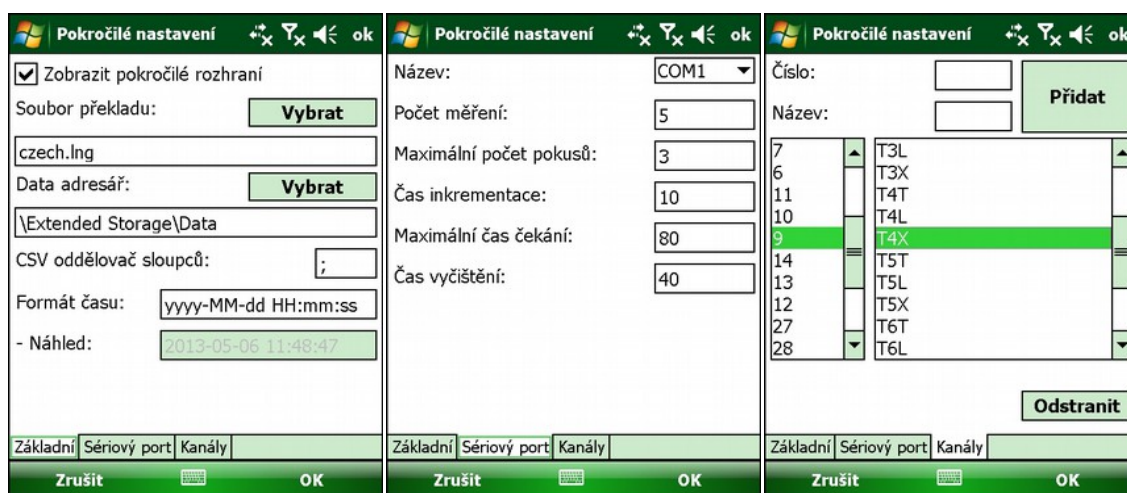 Pokročilé nastavení ok
Zobrazit pokročilé rozhraní
Soubor překladu: Vybrat
czech.lng
Data adresář: Vybrat
\Extended Storage\Data
CSV oddělovač sloupců: ;
Formát času: yyyy-MM-dd HH:mm:ss
- Náhled: 2013-05-06 11:48:47
Základní Sériový port Kanály
Zrušit OK
Pokročilé nastavení ok
Název: COM1
Počet měření: 5
Maximální počet pokusů: 3
Čas inkrementace: 10
Maximální čas čekání: 80
Čas vyčištění: 40
Základní Sériový port Kanály
Zrušit OK
Pokročilé nastavení ok
Číslo:
Přidat
Název:
7 T3L
6 T3X
11 T4T
10 T4L
9 T4X
14 T5T
13 T5L
12 T5X
27 T6T
28 T6L
Odstranit
Základní Sériový port Kanály
Zrušit OK